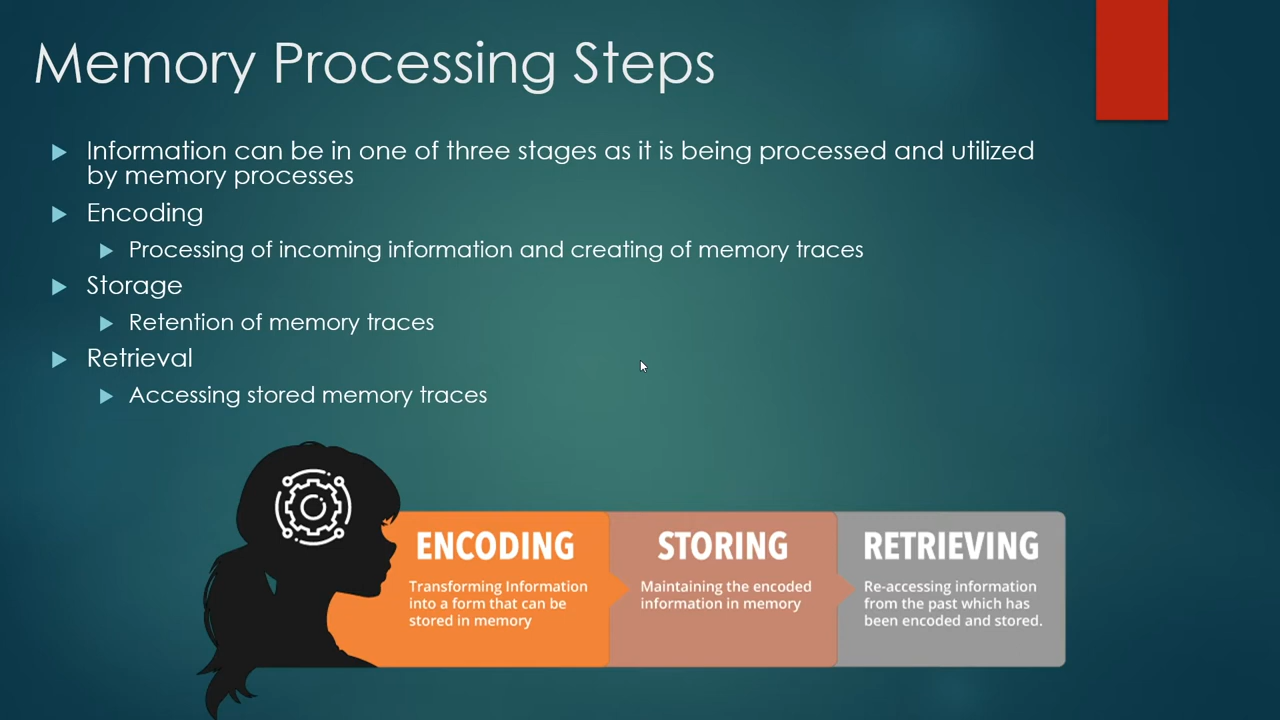 Memory Processing Steps
Information can be in one of three stages as it is being processed and utilized
by memory processes
Encoding
Processing of incoming information and creating of memory traces
Storage
Retention of memory traces
Retrieval
Accessing stored memory traces
ENCODING
Transforming Information
into a form that can be
stored in memory
STORING
Maintaining the encoded
information in memory
RETRIEVING
Re-accessing information
from the past which has
been encoded and stored.